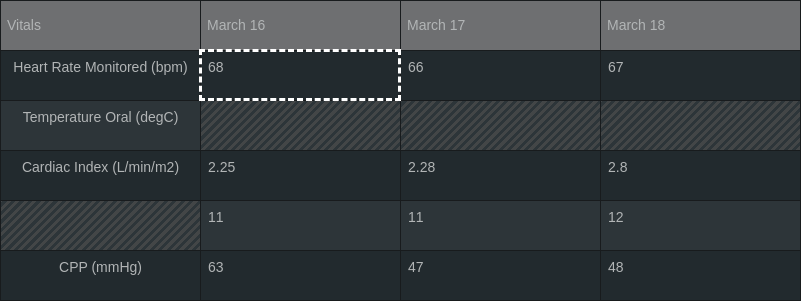 Vitals March 16 March 17 March 18
Heart Rate Monitored (bpm) 68 66 67
Temperature Oral (degC)
Cardiac Index (L/min/m2) 2.25 2.28 2.8
11 11 12
CPP (mmHg) 63 47 48